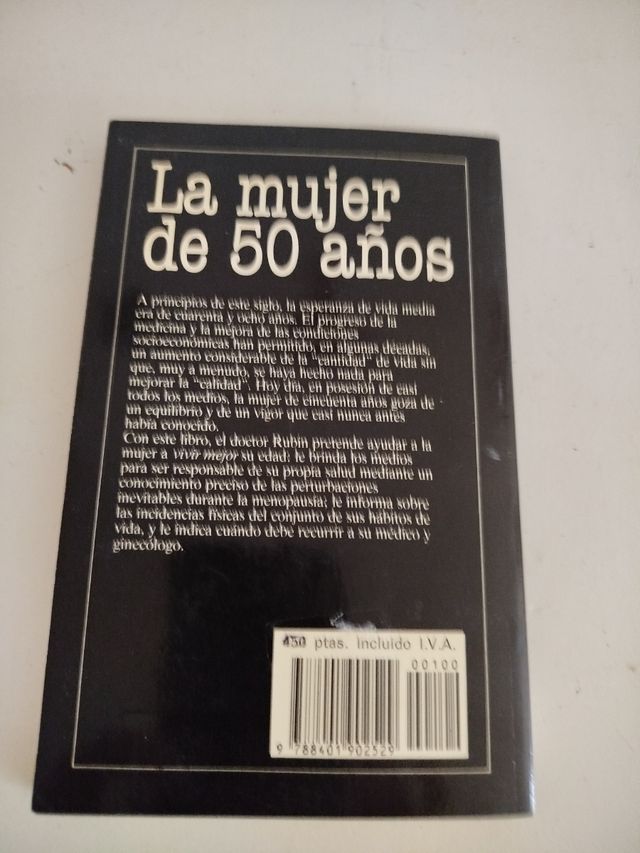 La mujer
de 50 años
A principios de este siglo, la esperanza de vida media
era de cuarenta y ocho años. El progreso de la
medicina y la mejora de las condiciones
socioeconómicas han permitido, en algunas décadas,
un aumento considerable de la "cantidad" de vida sin
que, muy a menudo, se haya hecho nada para
mejorar la "calidad". Hoy día, en posesión de casi
todos los medios, la mujer de cincuenta años goza de
un equilibrio y de un vigor que casi nunca antes
había conocido.
Con este libro, el doctor Rubin pretende ayudar a la
mujer a vivir mejor su edad: le brinda los medios
para ser responsable de su propia salud mediante un
conocimiento preciso de las perturbaciones
inevitables durante la menopausia; le informa sobre
las incidencias físicas del conjunto de sus hábitos de
vida, y le indica cuándo debe recurrir a su médico y
ginecólogo.
450 ptas. incluido I.V.A.
00100
9 788401 902529